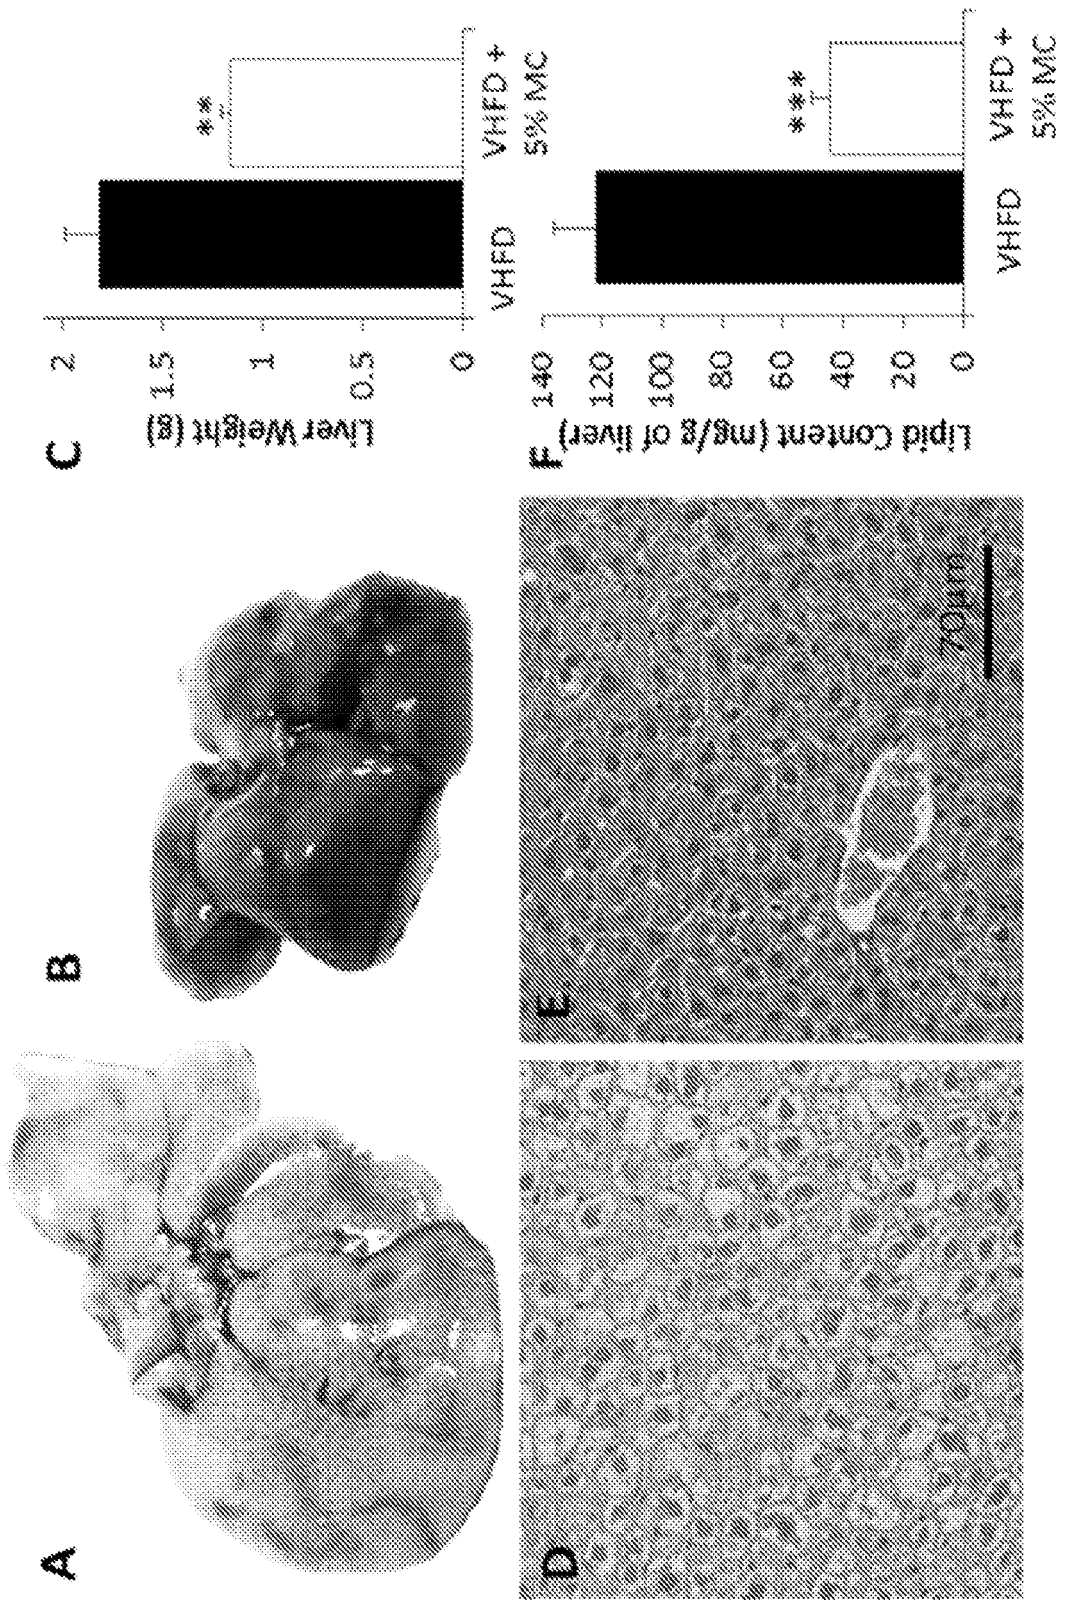 A
B
C
Liver Weight (g)
2
1.5
1
0.5
0
**
VHFD
VHFD +
5% MC
D
E
70µm
F
Lipid Content (mg/g of liver)
140
120
100
80
60
40
20
0
***
VHFD
VHFD +
5% MC